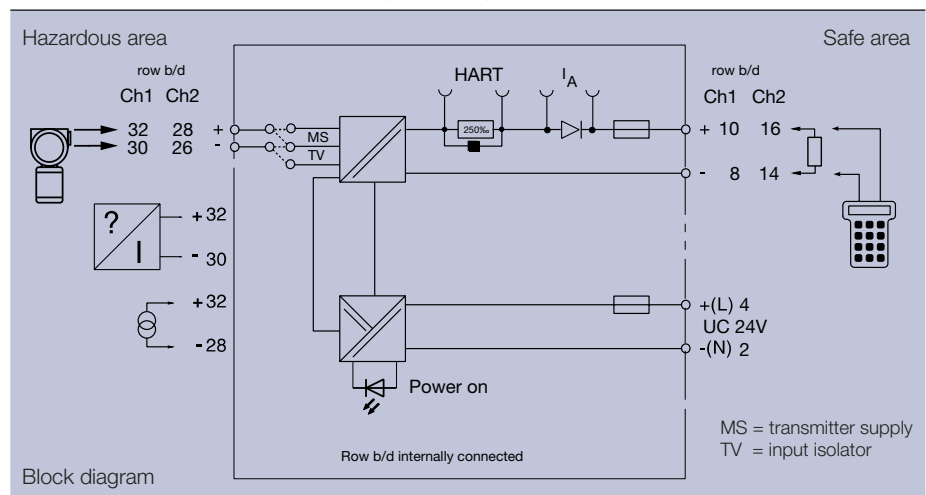 Hazardous area
Safe area
row b/d
Ch1 Ch2
32 28 +
30 26 -
MS
TV
HART
I A
250‰
row b/d
Ch1 Ch2
+ 10 16
- 8 14
?
I
+ 32
- 30
+ 32
- 28
+(L) 4
UC 24V
-(N) 2
Power on
MS = transmitter supply
TV = input isolator
Row b/d internally connected
Block diagram